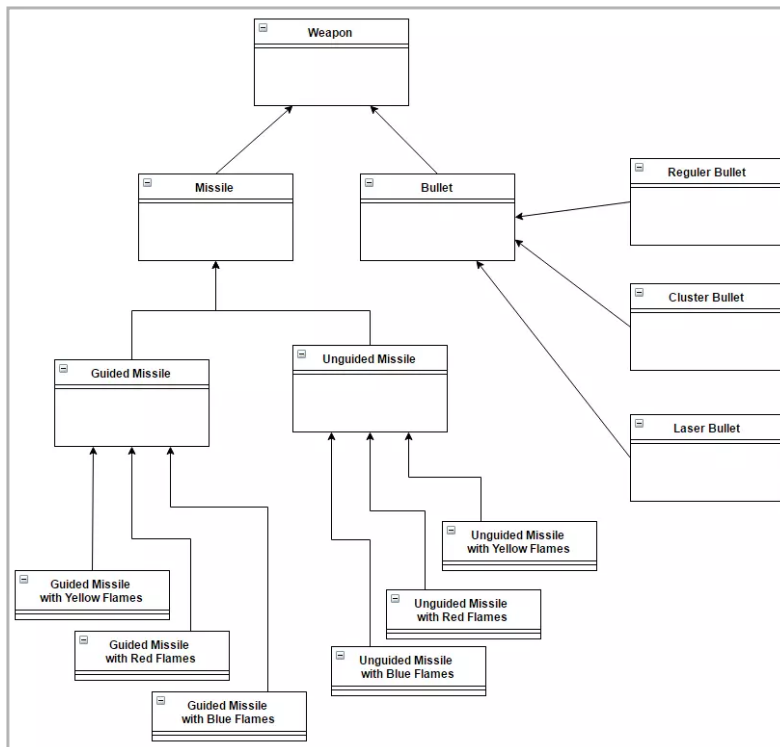 Weapon
Missile
Bullet
Reguler Bullet
Cluster Bullet
Guided Missile
Unguided Missile
Laser Bullet
Unguided Missile
with Yellow Flames
Guided Missile
with Yellow Flames
Unguided Missile
with Red Flames
Guided Missile
with Red Flames
Unguided Missile
with Blue Flames
Guided Missile
with Blue Flames